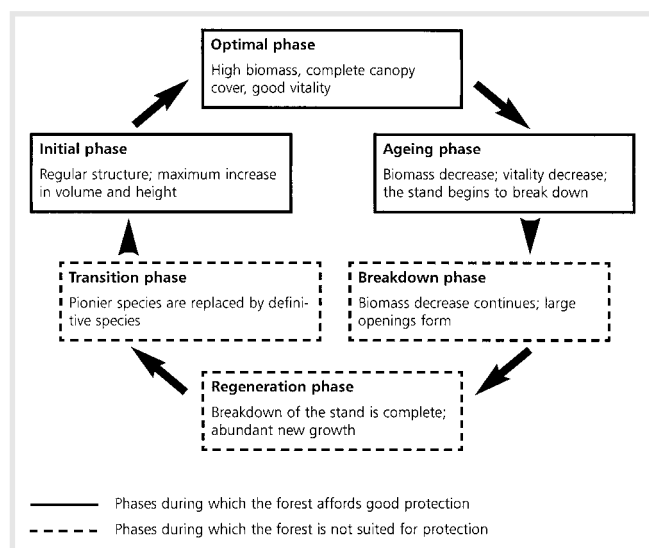 Optimal phase
High biomass, complete canopy
cover, good vitality
Initial phase
Regular structure; maximum increase
in volume and height
Ageing phase
Biomass decrease; vitality decrease;
the stand begins to break down
Transition phase
Pionier species are replaced by defini-
tive species
Breakdown phase
Biomass decrease continues; large
openings form
Regeneration phase
Breakdown of the stand is complete;
abundant new growth
Phases during which the forest affords good protection
Phases during which the forest is not suited for protection